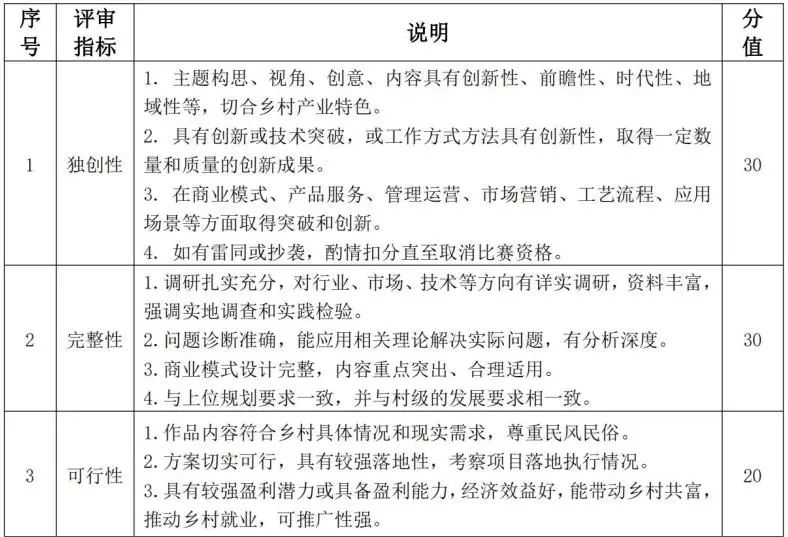 序号 评审指标 说明 分值
1 独创性 30
1. 主题构思、视角、创意、内容具有创新性、前瞻性、时代性、地
域性等，切合乡村产业特色。
2. 具有创新或技术突破，或工作方式方法具有创新性，取得一定数
量和质量的创新成果。
3. 在商业模式、产品服务、管理运营、市场营销、工艺流程、应用
场景等方面取得突破和创新。
4. 如有雷同或抄袭，酌情扣分直至取消比赛资格。
2 完整性 30
1.调研扎实充分，对行业、市场、技术等方向有详实调研，资料丰富，
强调实地调查和实践检验。
2.问题诊断准确，能应用相关理论解决实际问题，有分析深度。
3.商业模式设计完整，内容重点突出、合理适用。
4.与上位规划要求一致，并与村级的发展要求相一致。
3 可行性 20
1.作品内容符合乡村具体情况和现实需求，尊重民风民俗。
2.方案切实可行，具有较强落地性，考察项目落地执行情况。
3.具有较强盈利潜力或具备盈利能力，经济效益好，能带动乡村共富，
推动乡村就业，可推广性强。